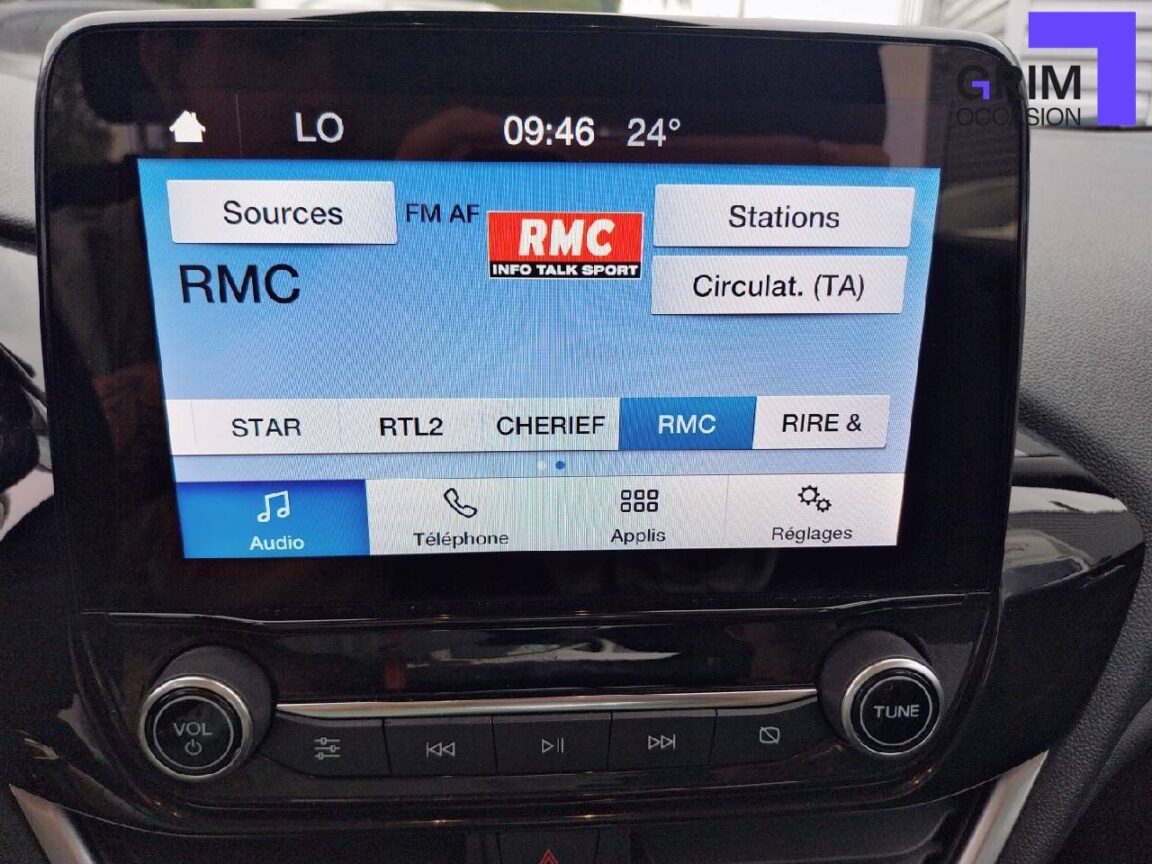 GRIM
OCCASION
LO 09:46 24°
Sources FM AF RMC Stations
INFO TALK SPORT
RMC Circulat. (TA)
STAR RTL2 CHERIEF RMC RIRE &
Audio Téléphone Applis Réglages
VOL TUNE